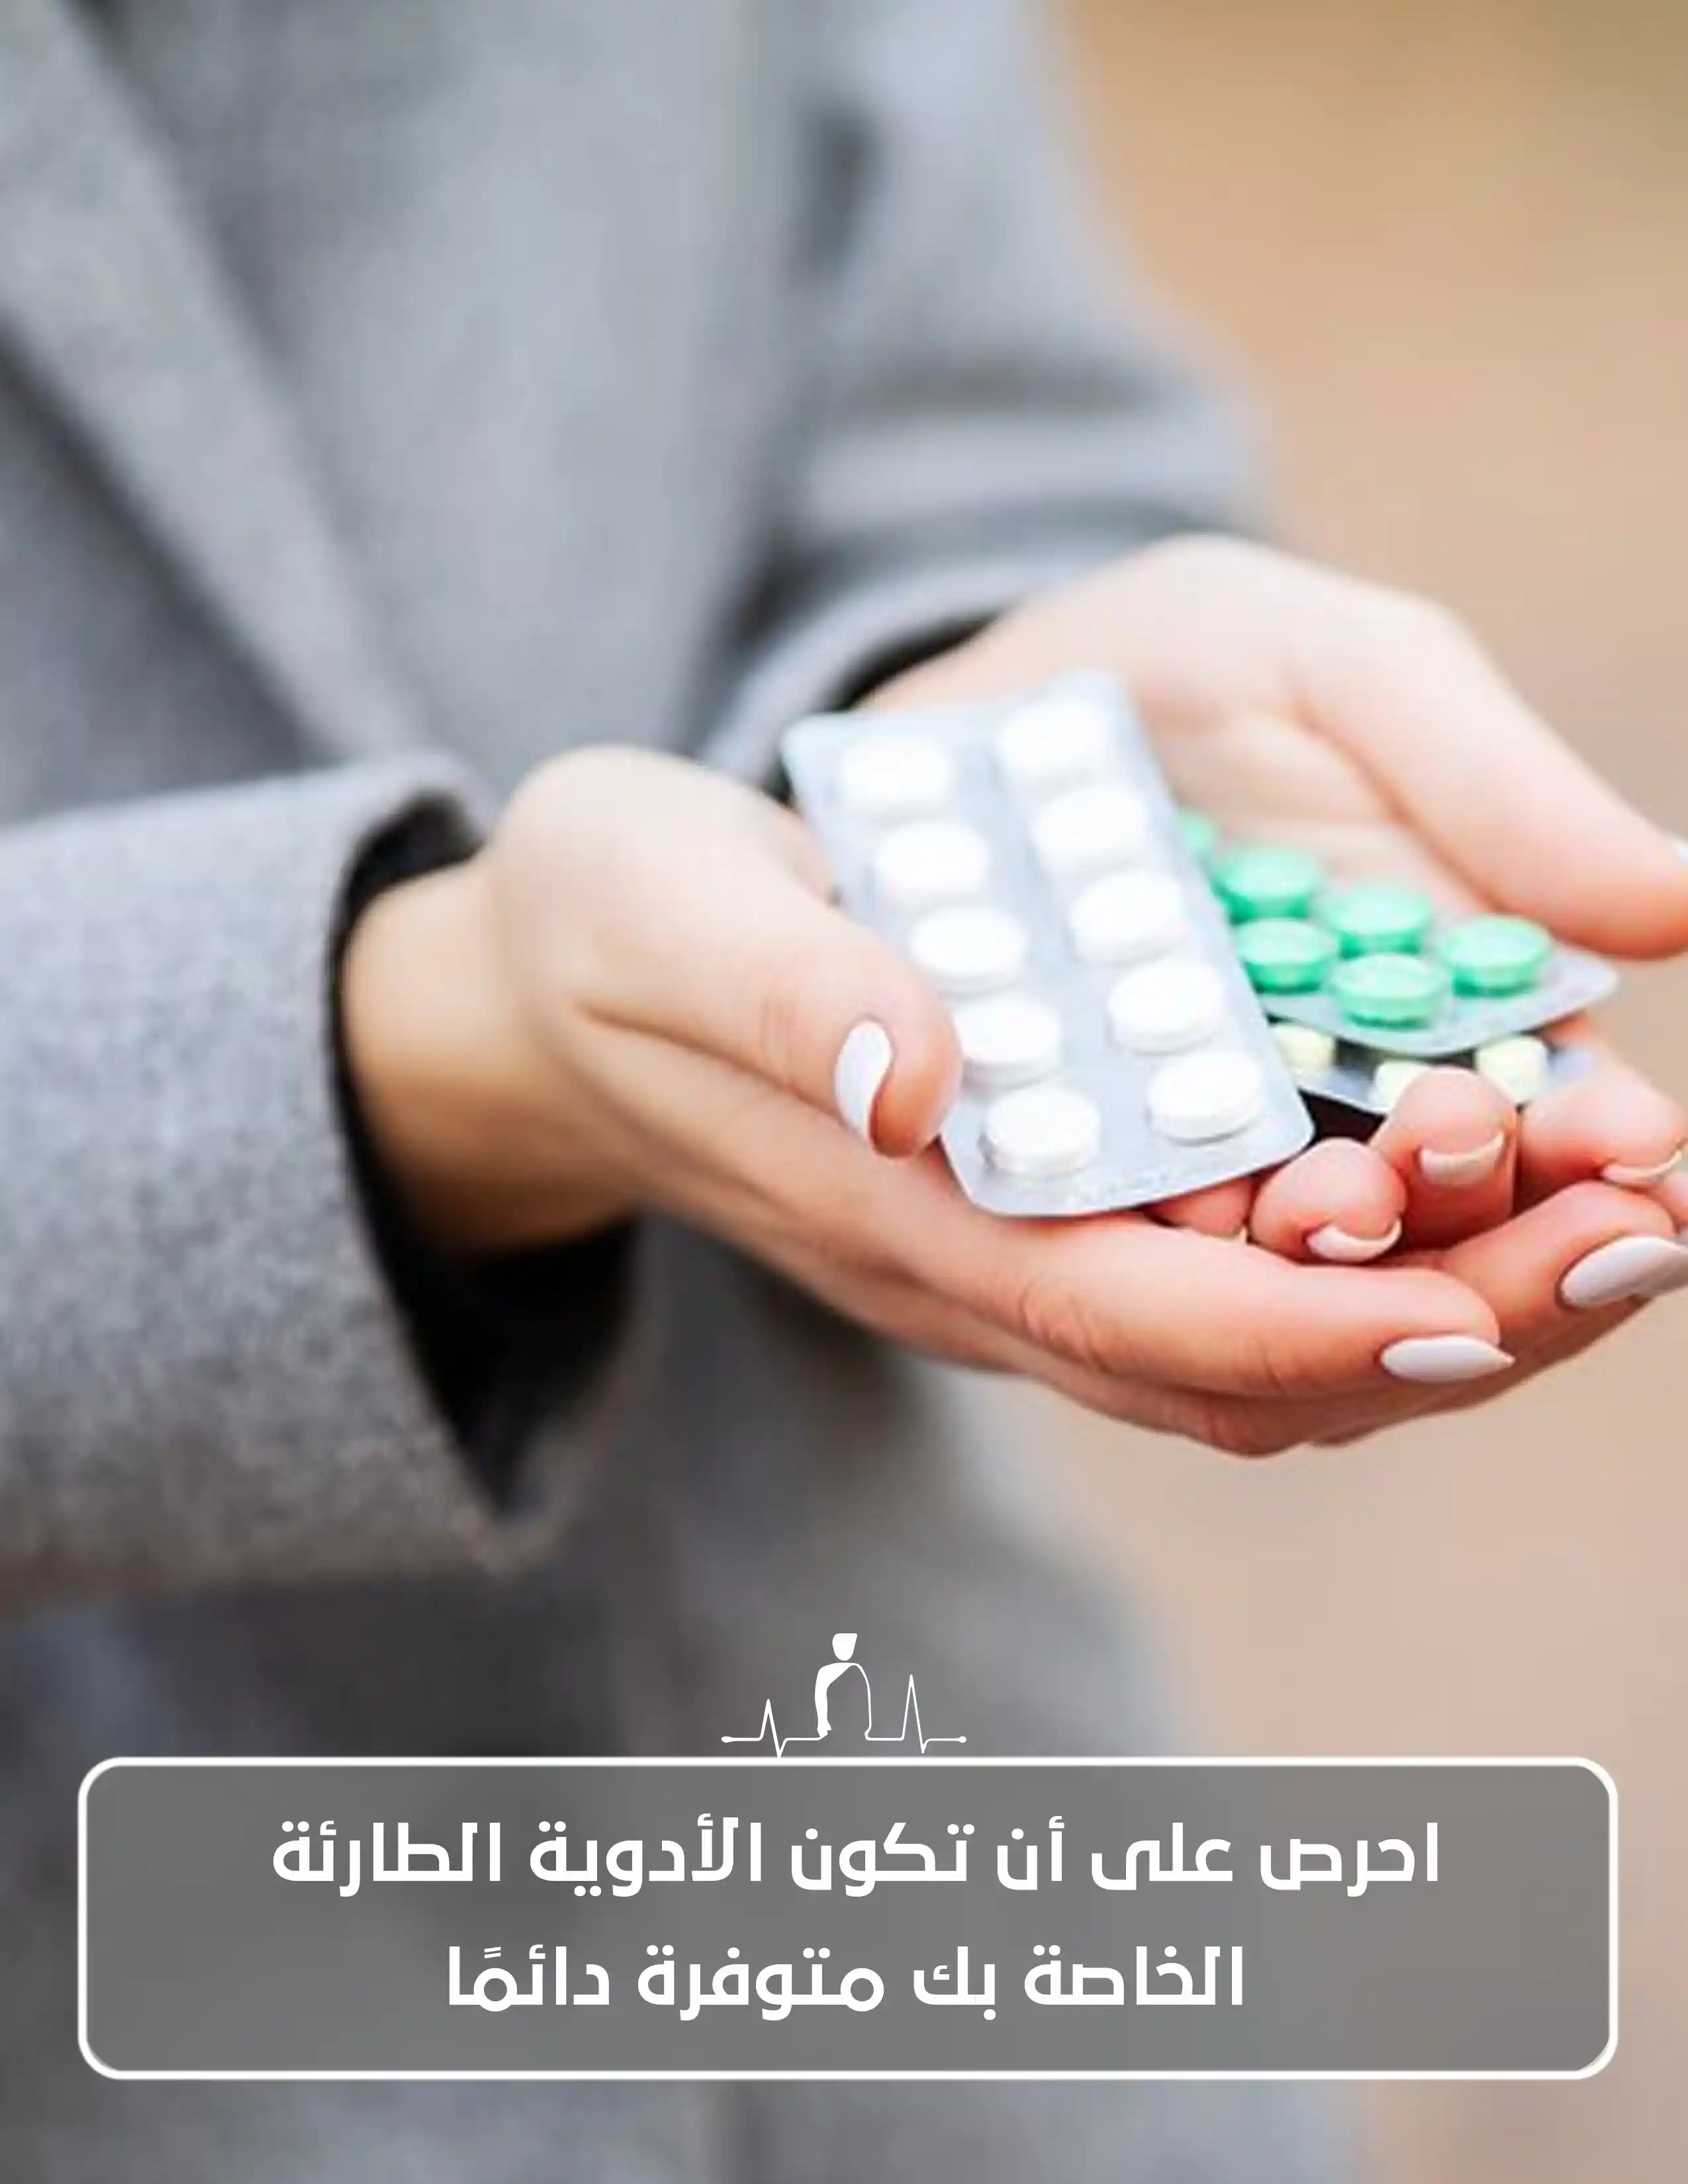 احرص على أن تكون الأدوية الطارئة
الخاصة بك متوفرة دائمًا